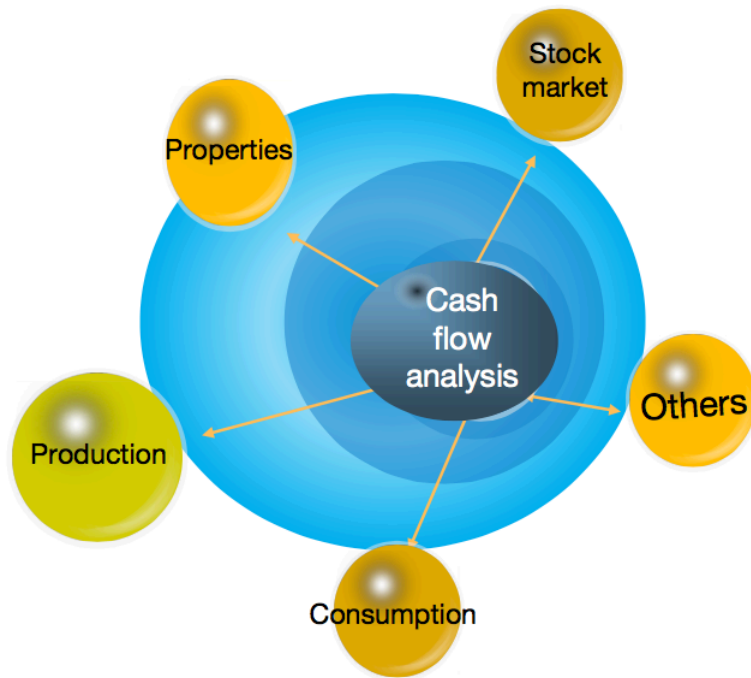 Stock
market
Properties
Cash
flow
analysis
Others
Production
Consumption